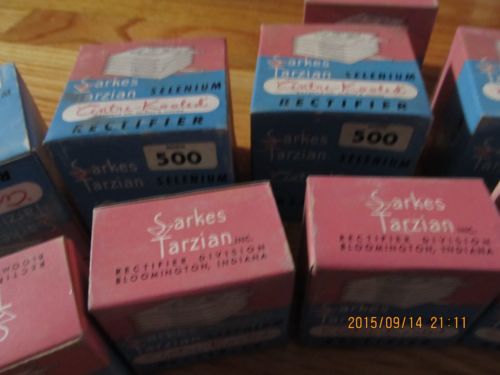 Sarkes
Tarzian
SELENIUM
Centre-Kooled
RECTIFIER
500
Sarkes
Tarzian
SELENIUM
Sarkes
Tarzian
SELENIUM
Centre-Kooled
RECTIFIER
500
Sarkes
Tarzian
Sarkes
Tarzian INC.
RECTIFIER DIVISION
BLOOMINGTON, INDIANA
Sarkes
Tarzian INC.
RECTIFIER DIVISION
BLOOMINGTON, INDIANA
2015/09/14 21:11